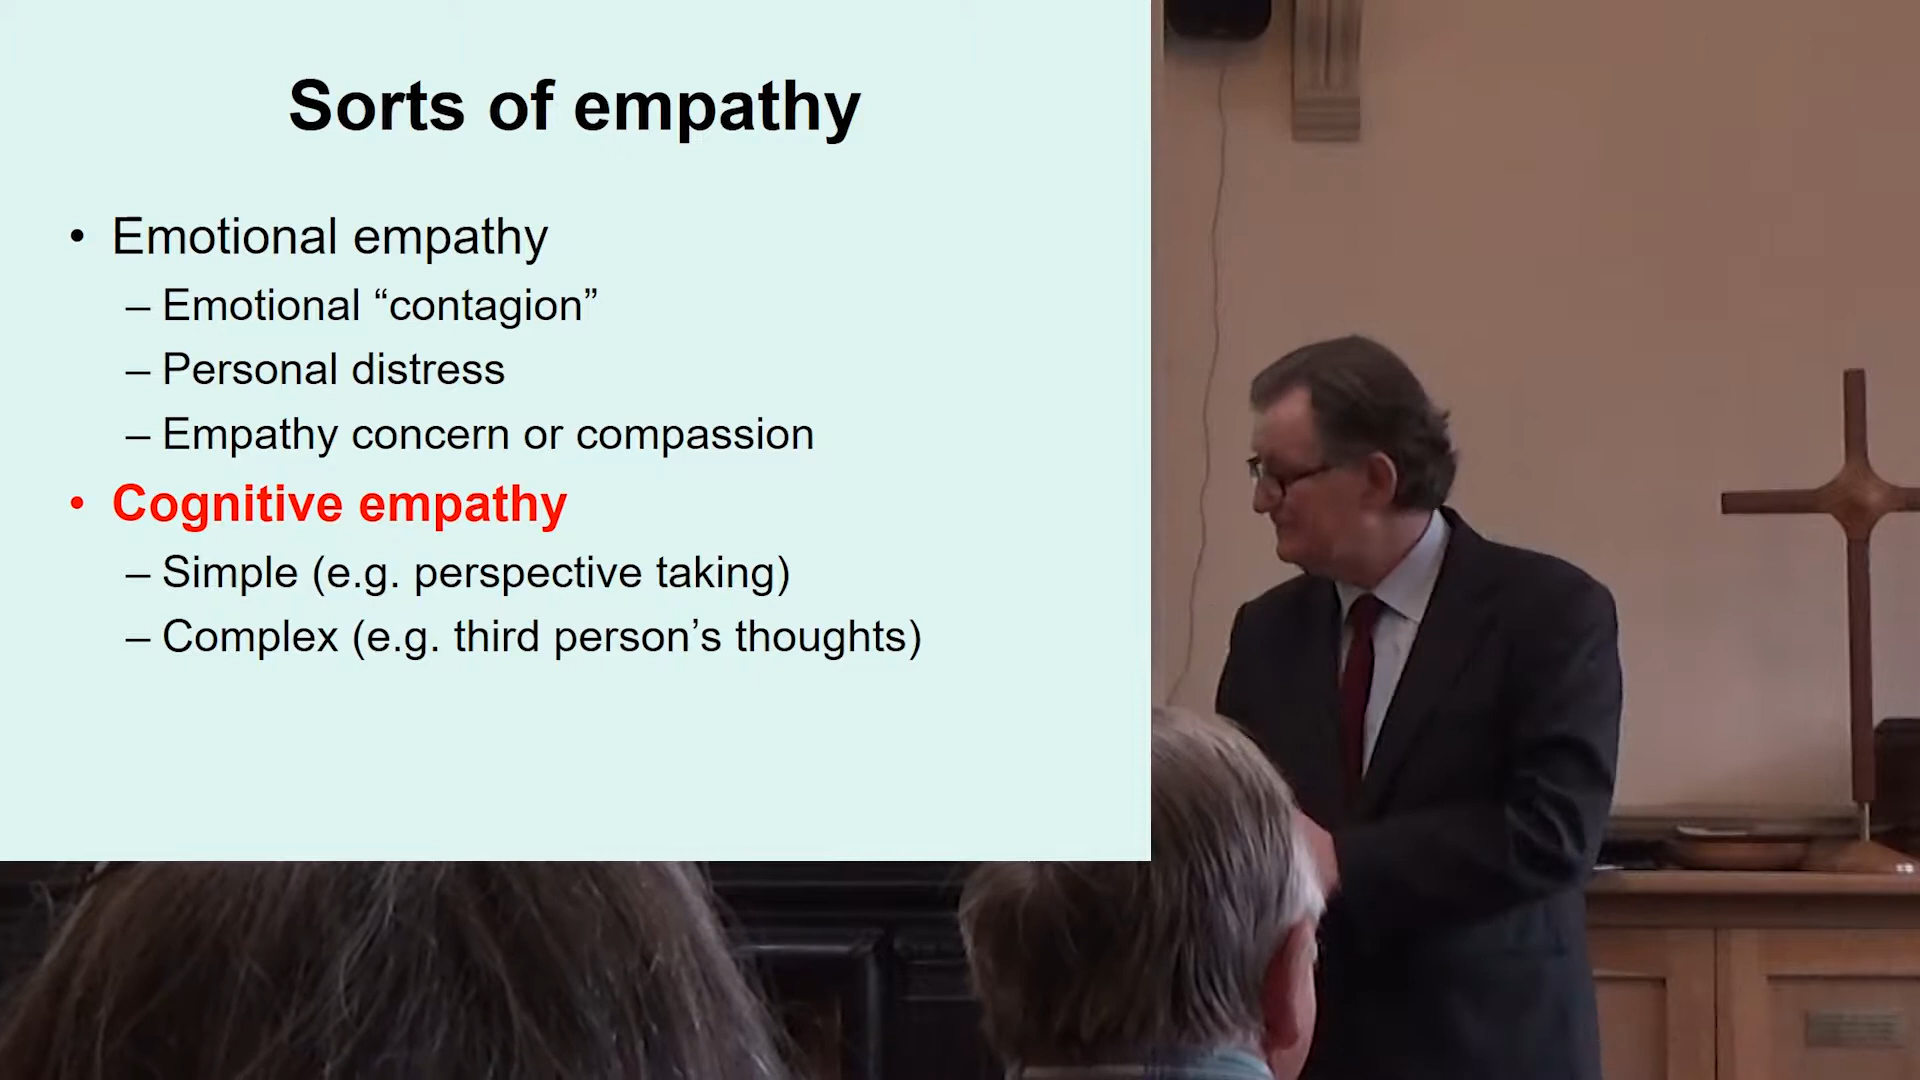 Sorts of empathy
• Emotional empathy
– Emotional “contagion”
– Personal distress
– Empathy concern or compassion
• Cognitive empathy
– Simple (e.g. perspective taking)
– Complex (e.g. third person’s thoughts)